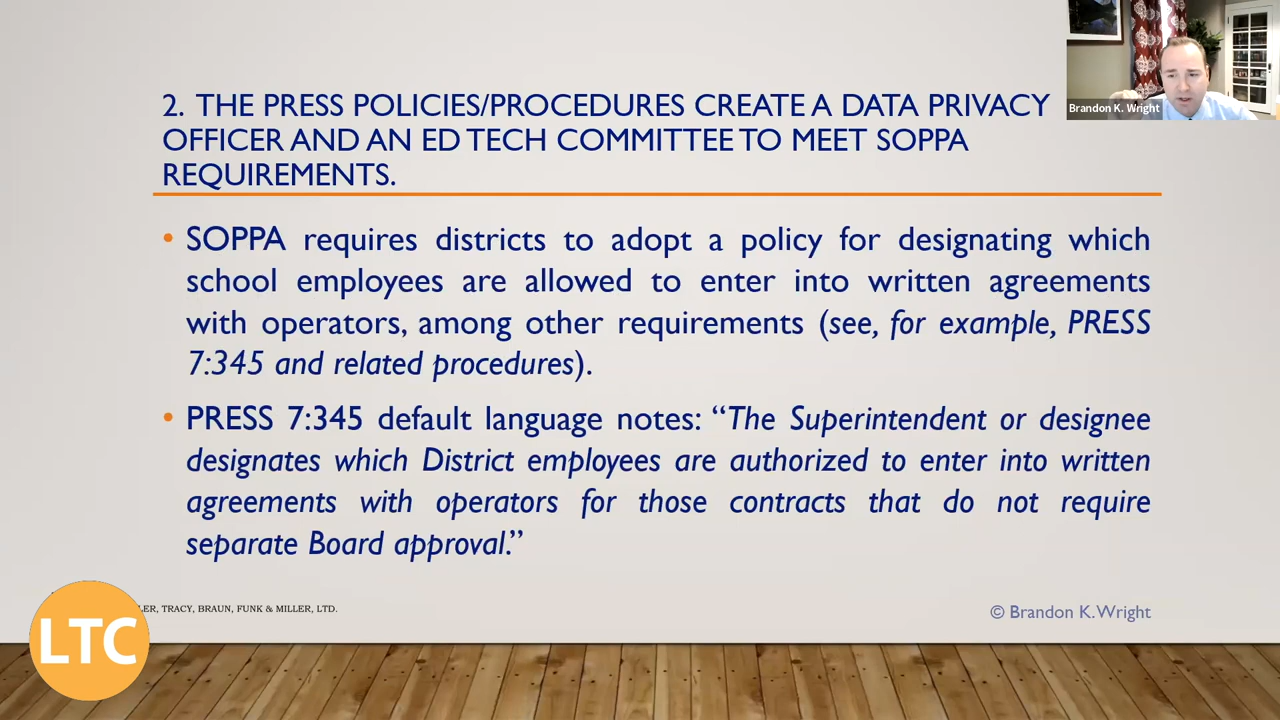 2. THE PRESS POLICIES/PROCEDURES CREATE A DATA PRIVACY
OFFICER AND AN ED TECH COMMITTEE TO MEET SOPPA
REQUIREMENTS.
Brandon K. Wright
• SOPPA requires districts to adopt a policy for designating which
school employees are allowed to enter into written agreements
with operators, among other requirements (see, for example, PRESS
7:345 and related procedures).
• PRESS 7:345 default language notes: “The Superintendent or designee
designates which District employees are authorized to enter into written
agreements with operators for those contracts that do not require
separate Board approval.”
TRACY, BRAUN, FUNK & MILLER, LTD.
© Brandon K. Wright
LTC